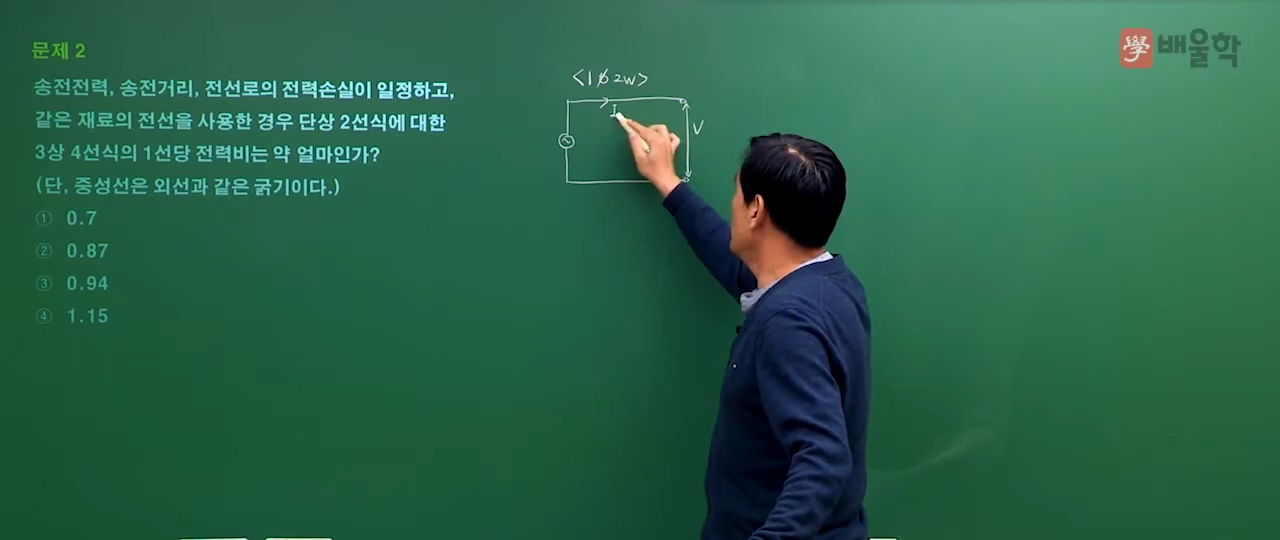 문제 2
송전전력, 송전거리, 전선로의 전력손실이 일정하고,
같은 재료의 전선을 사용한 경우 단상 2선식에 대한
3상 4선식의 1선당 전력비는 약 얼마인가?
(단, 중성선은 외선과 같은 굵기이다.)
① 0.7
② 0.87
③ 0.94
④ 1.15
<1ϕ2W>
I
V
學 배울학